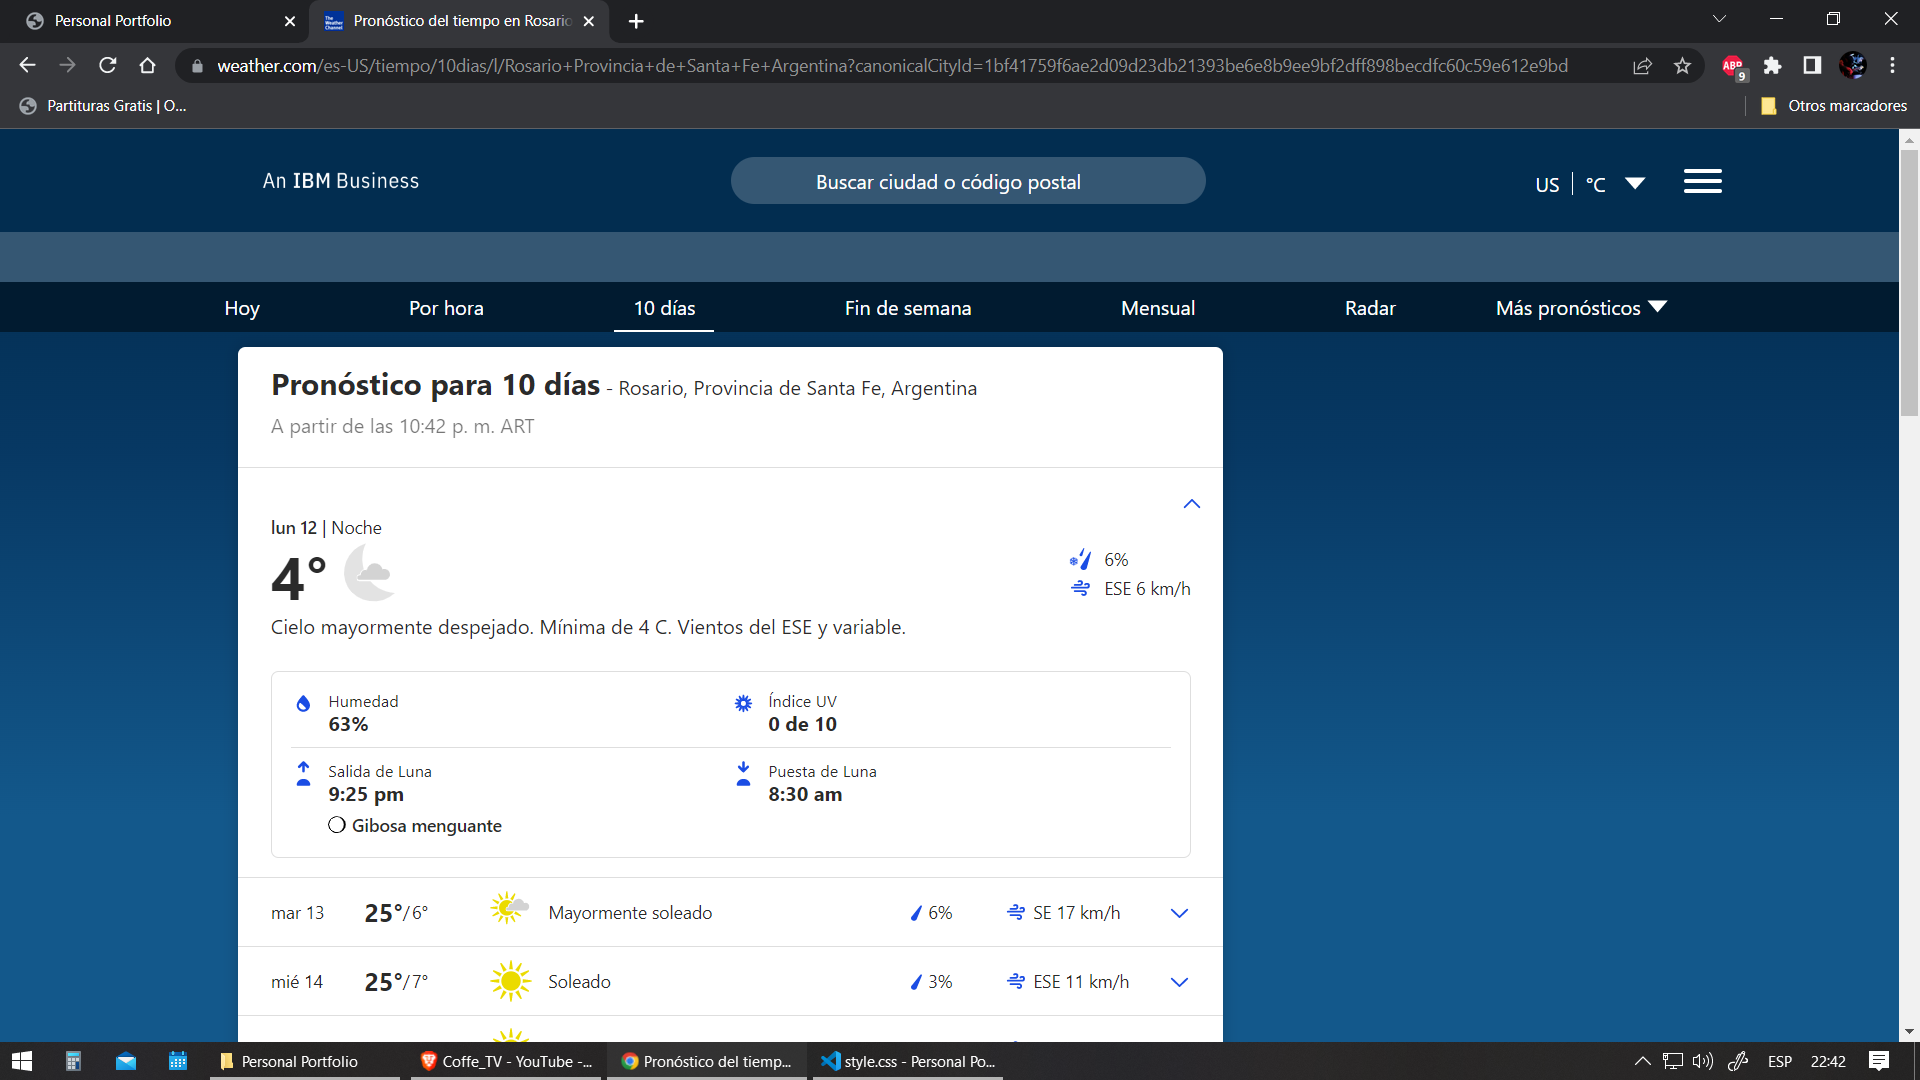 Personal Portfolio
Pronóstico del tiempo en Rosario
weather.com/es-US/tiempo/10dias/l/Rosario+Provincia+de+Santa+Fe+Argentina?canonicalCityId=1bf41759f6ae2d09d23db21393be6e8b9ee9bf2dff898becdfc60c59e612e9bd
ABP 9
Partituras Gratis | O...
Otros marcadores
An IBM Business
Buscar ciudad o código postal
US | °C
Hoy
Por hora
10 días
Fin de semana
Mensual
Radar
Más pronósticos
Pronóstico para 10 días - Rosario, Provincia de Santa Fe, Argentina
A partir de las 10:42 p. m. ART
lun 12 | Noche
4°
6%
ESE 6 km/h
Cielo mayormente despejado. Mínima de 4 C. Vientos del ESE y variable.
Humedad
63%
Índice UV
0 de 10
Salida de Luna
9:25 pm
Gibosa menguante
Puesta de Luna
8:30 am
mar 13 25°/6° Mayormente soleado 6% SE 17 km/h
mié 14 25°/7° Soleado 3% ESE 11 km/h
Personal Portfolio
Coffe_TV - YouTube -...
Pronóstico del tiemp...
style.css - Personal Po...
ESP
22:42